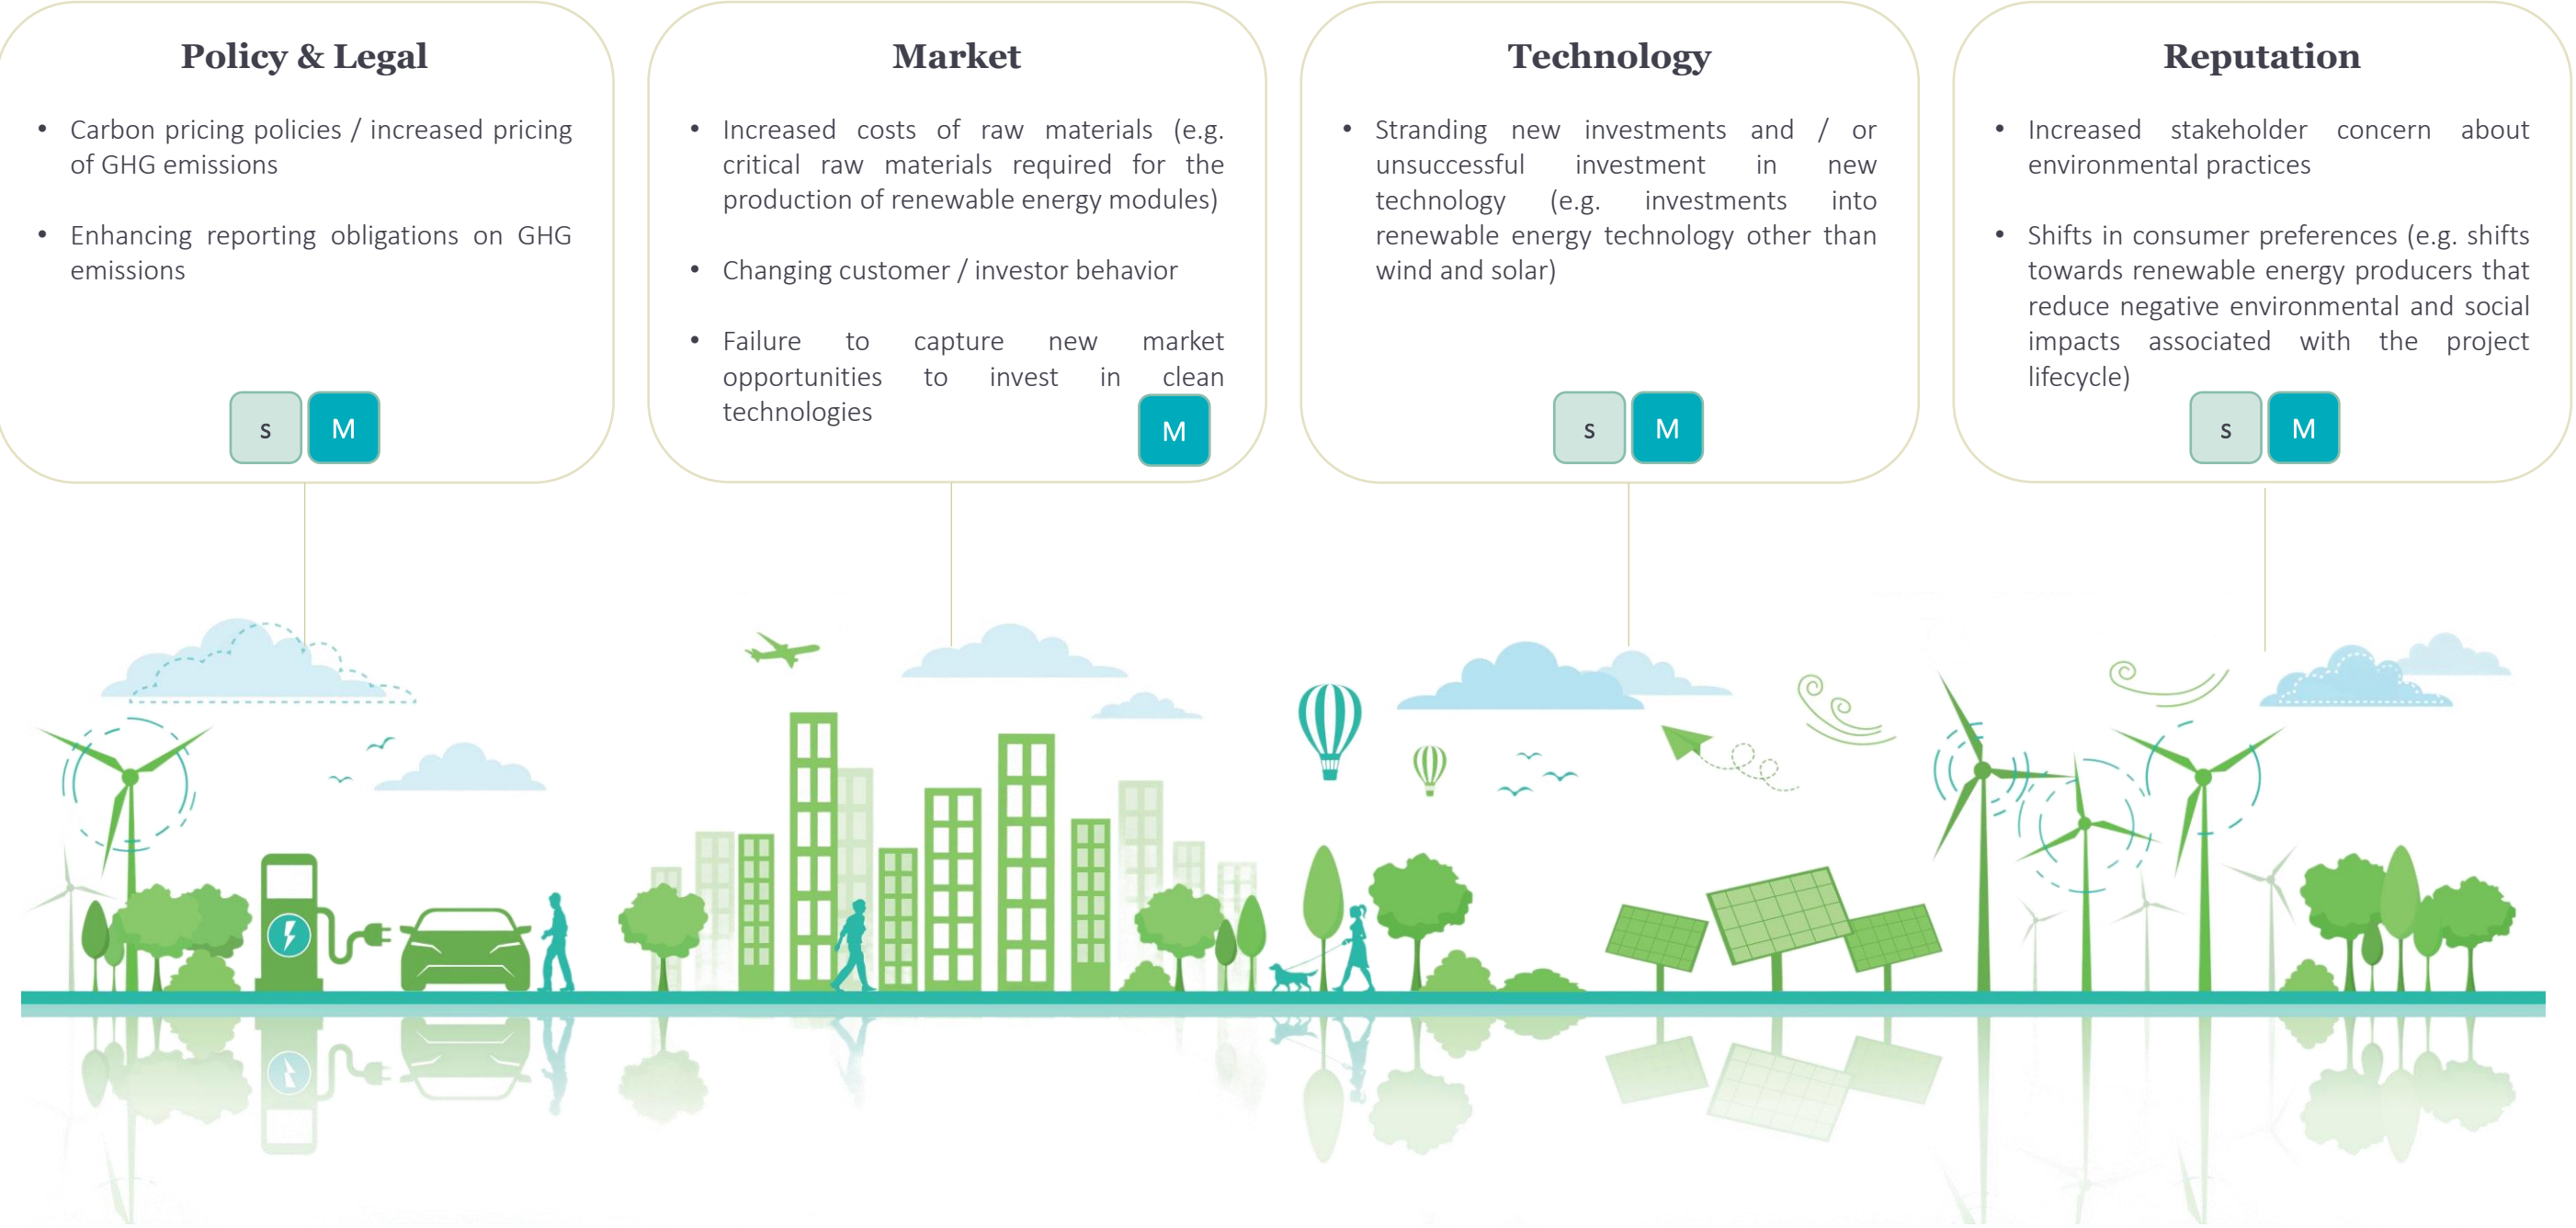 Policy & Legal
• Carbon pricing policies / increased pricing
of GHG emissions
• Enhancing reporting obligations on GHG
emissions
s
M
Market
• Increased costs of raw materials (e.g.
critical raw materials required for the
production of renewable energy modules)
• Changing customer / investor behavior
• Failure to capture new market
opportunities to invest in clean
technologies
M
Technology
• Stranding new investments and / or
unsuccessful investment in new
technology (e.g. investments into
renewable energy technology other than
wind and solar)
s
M
Reputation
• Increased stakeholder concern about
environmental practices
• Shifts in consumer preferences (e.g. shifts
towards renewable energy producers that
reduce negative environmental and social
impacts associated with the project
lifecycle)
s
M